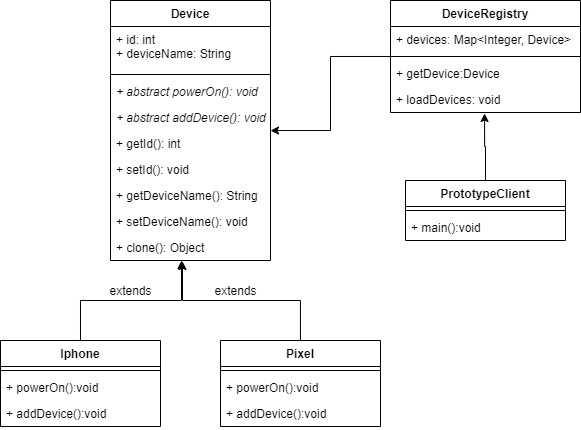 Device
+ id: int
+ deviceName: String
+ abstract powerOn(): void
+ abstract addDevice(): void
+ getId(): int
+ setId(): void
+ getDeviceName(): String
+ setDeviceName(): void
+ clone(): Object
DeviceRegistry
+ devices: Map<Integer, Device>
+ getDevice:Device
+ loadDevices: void
PrototypeClient
+ main():void
extends
extends
Iphone
+ powerOn():void
+ addDevice():void
Pixel
+ powerOn():void
+ addDevice():void